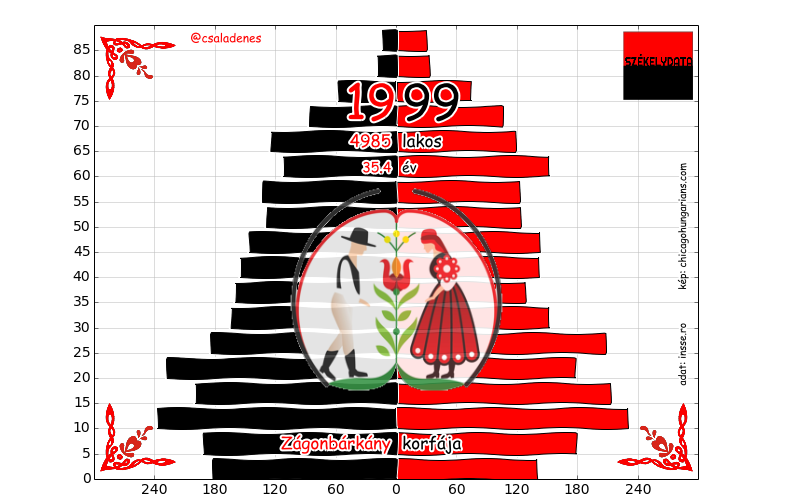 @csaladenes
SZÉKELYDATA
1999
4985 lakos
35.4 év
Zágonbárkány korfája
kép: chicagohungarians.com
adat: insse.ro
85
80
75
70
65
60
55
50
45
40
35
30
25
20
15
10
5
0
240 180 120 60 0 60 120 180 240